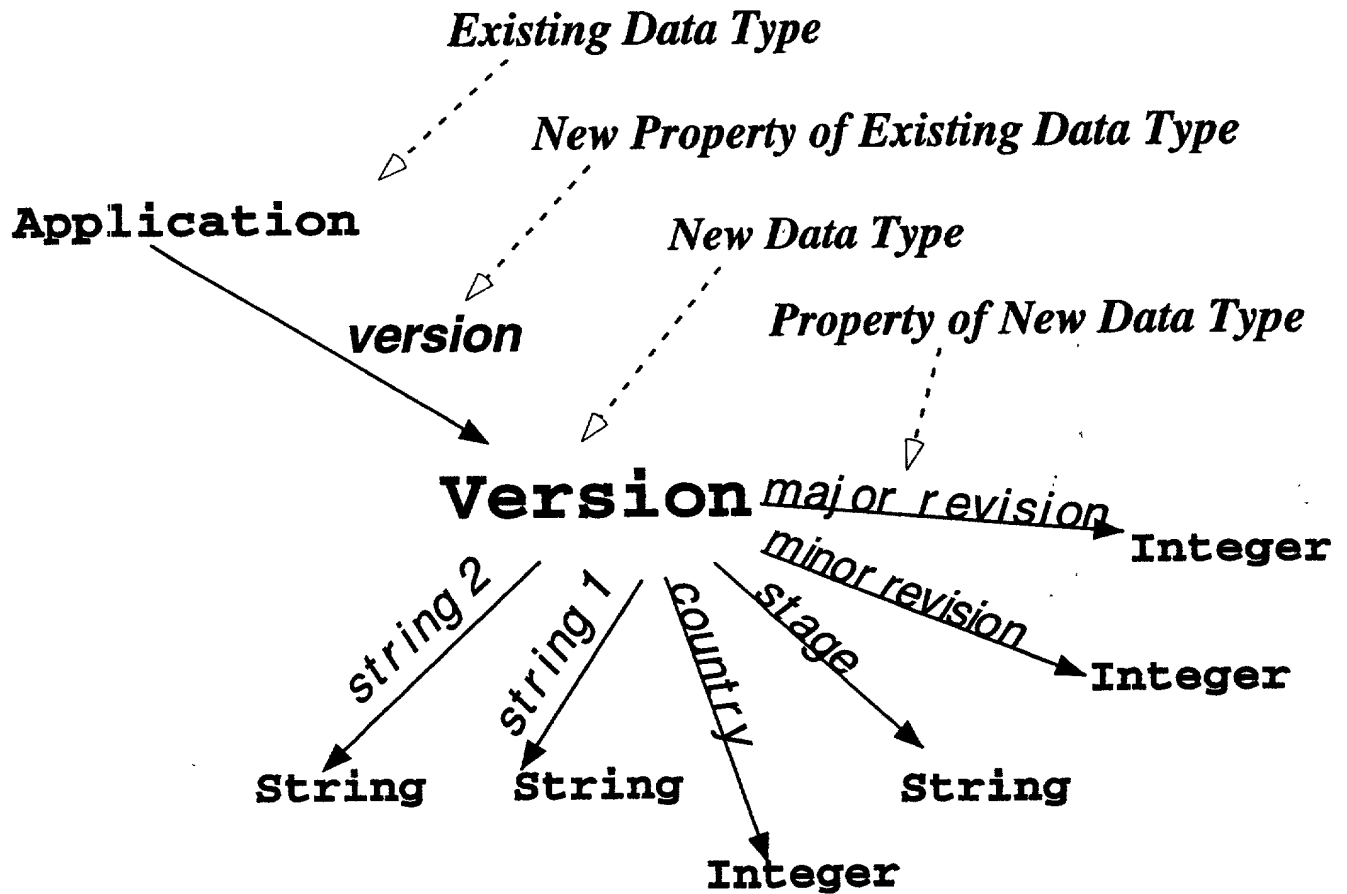 Existing Data Type
New Property of Existing Data Type
Application
New Data Type
version
Property of New Data Type
Version
major revision
Integer
minor revision
Integer
string 2
string 1
country
stage
String
String
String
Integer